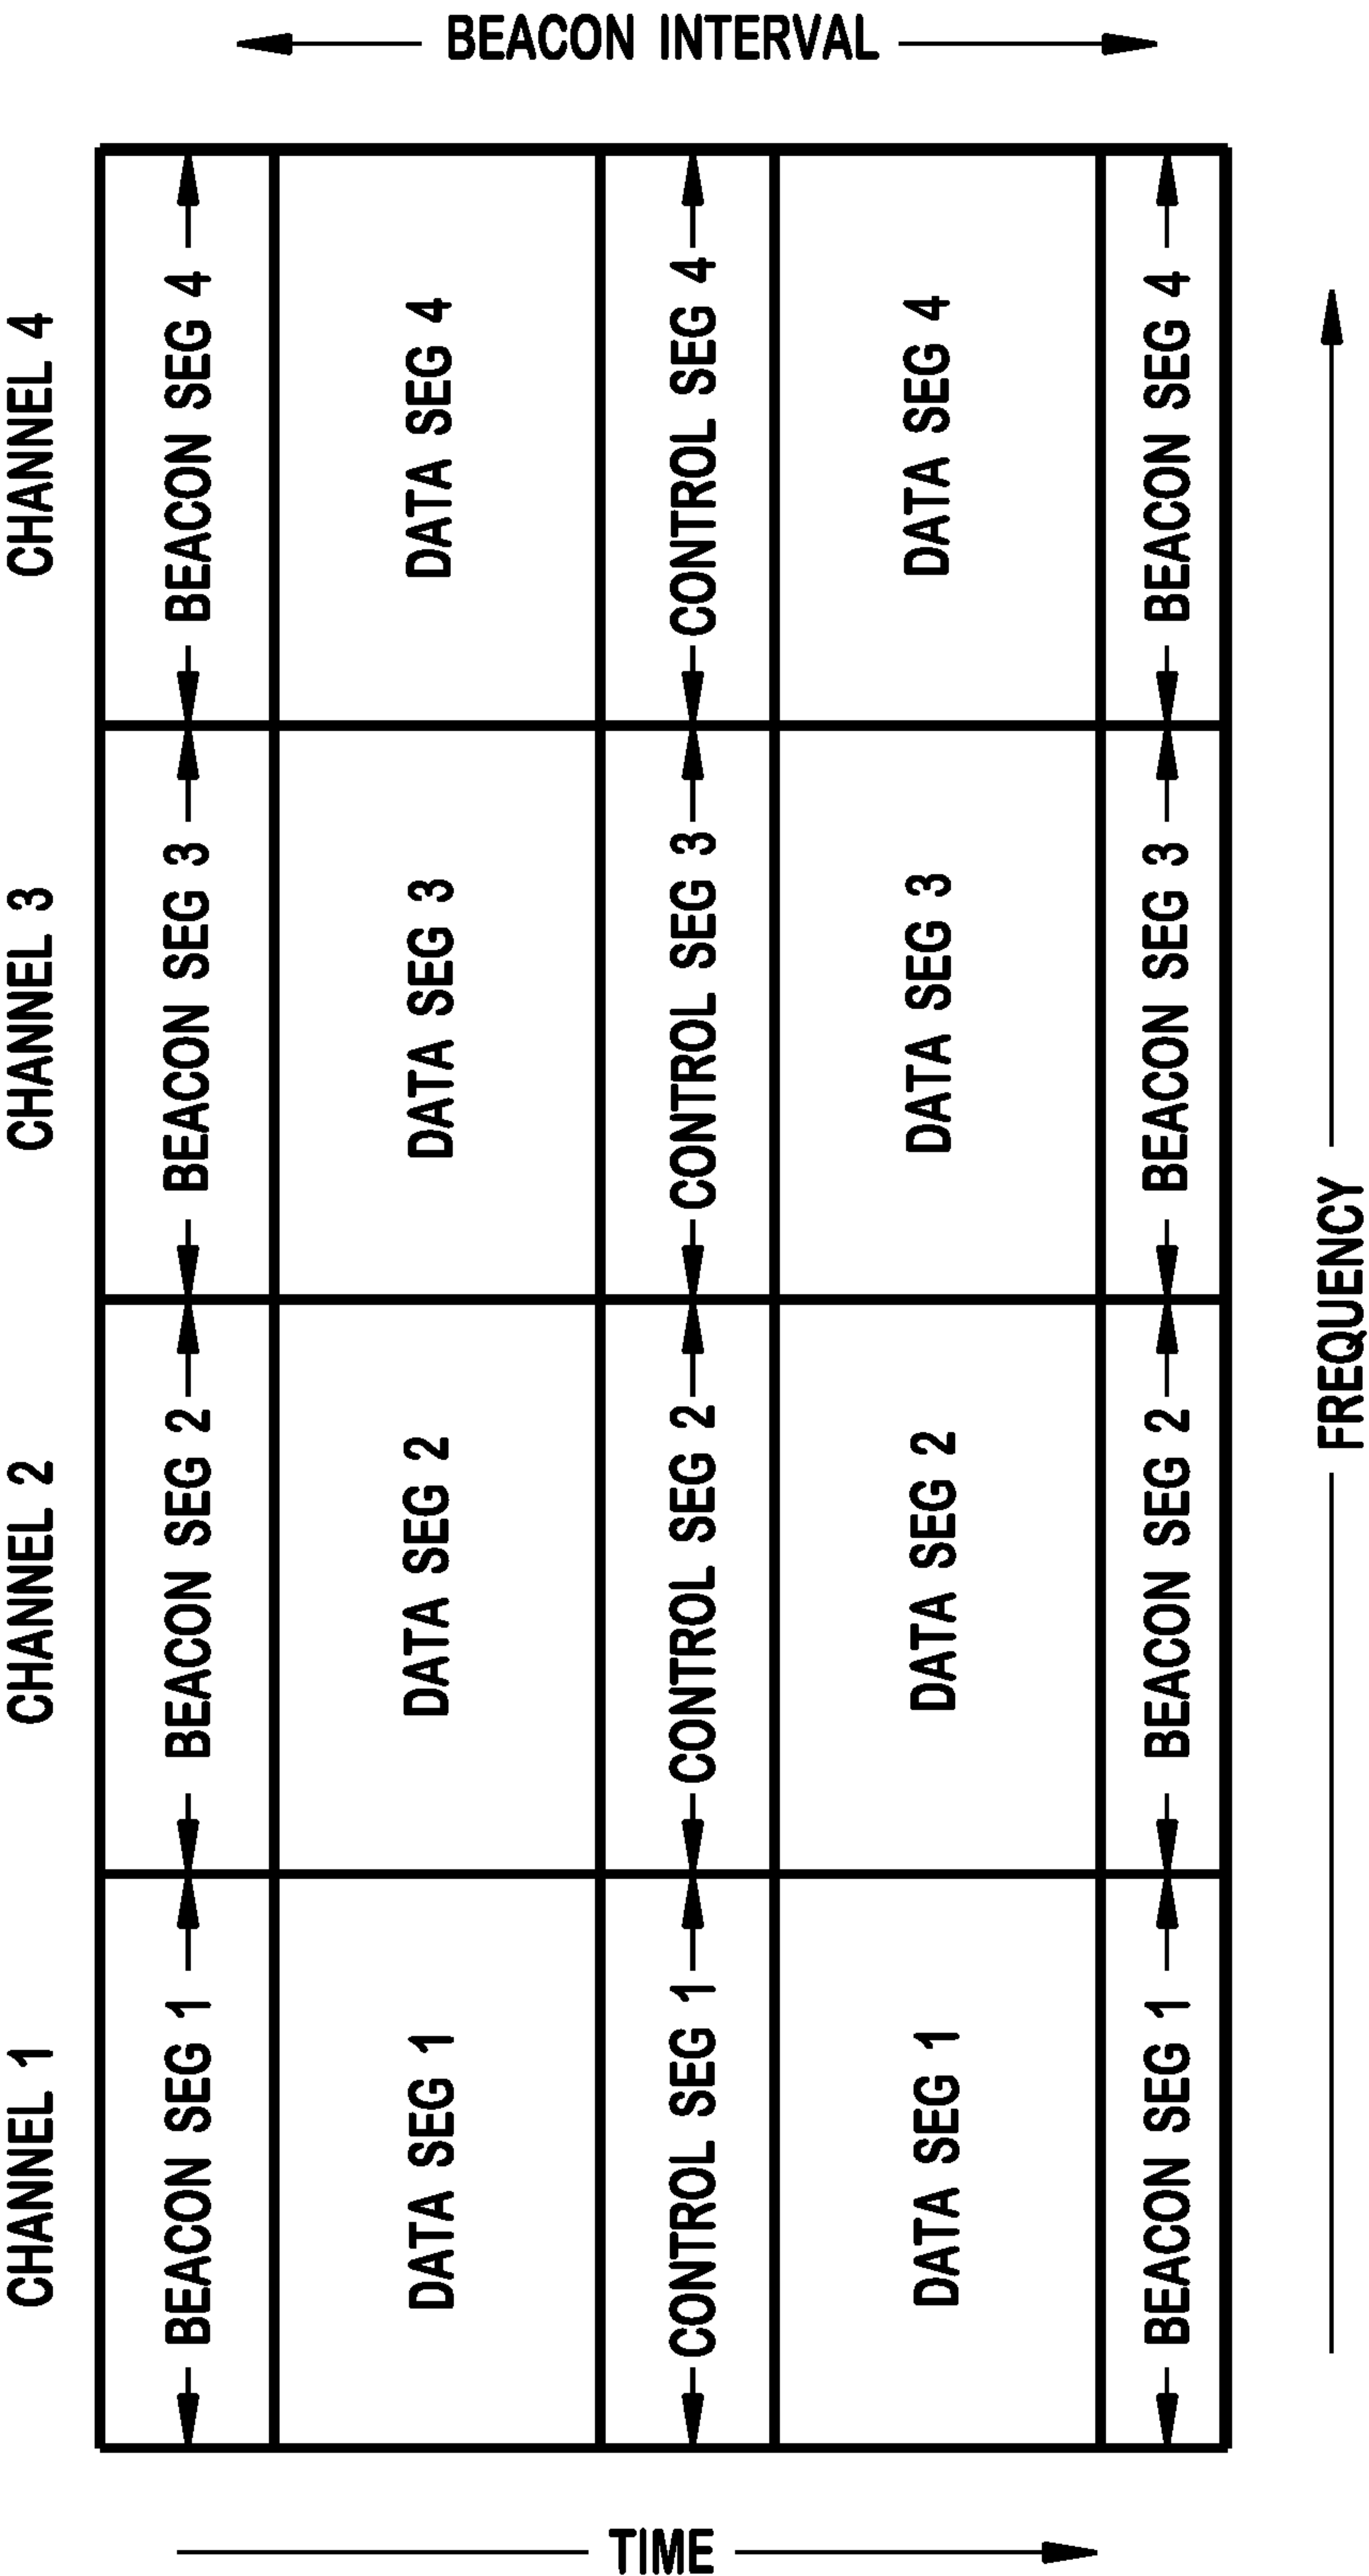 BEACON INTERVAL
CHANNEL 4
BEACON SEG 4
DATA SEG 4
CONTROL SEG 4
DATA SEG 4
BEACON SEG 4
CHANNEL 3
BEACON SEG 3
DATA SEG 3
CONTROL SEG 3
DATA SEG 3
BEACON SEG 3
CHANNEL 2
BEACON SEG 2
DATA SEG 2
CONTROL SEG 2
DATA SEG 2
BEACON SEG 2
CHANNEL 1
BEACON SEG 1
DATA SEG 1
CONTROL SEG 1
DATA SEG 1
BEACON SEG 1
FREQUENCY
TIME